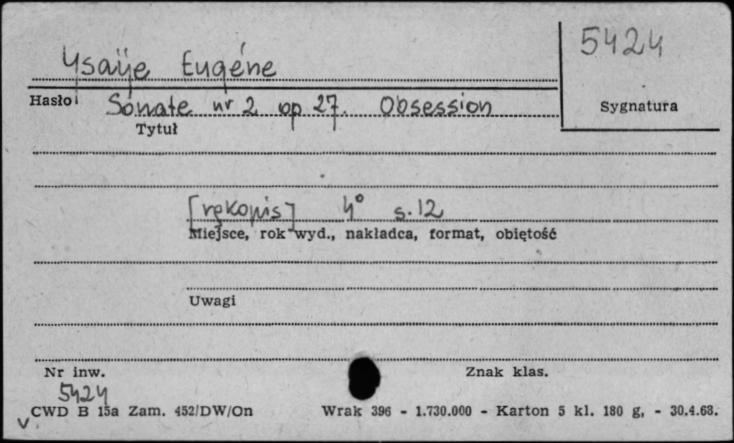 5424
Ysaÿe Eugéne
Hasło
Sonate nr 2 op 27. Obsession
Sygnatura
Tytuł
[rękopis] 4° s. 12
Miejsce, rok wyd., nakładca, format, objętość
Uwagi
Nr inw.
Znak klas.
5424
CWD B 15a Zam. 452/DW/On Wrak 396 - 1.730.000 - Karton 5 kl. 180 g. - 30.4.68.
v.